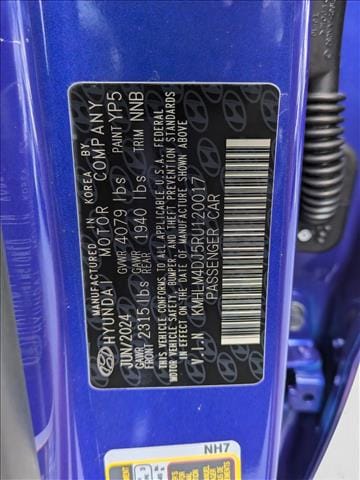 HYUNDAI MOTOR COMPANY
IN KOREA BY
JUN/2024 GVWR 4079 lbs PAINT YP5
GAWR FRONT 2315 lbs GAWR REAR 1940 lbs TRIM NNB
THIS VEHICLE CONFORMS TO ALL APPLICABLE U.S.A. FEDERAL
MOTOR VEHICLE SAFETY, BUMPER, AND THEFT PREVENTION STANDARDS
IN EFFECT ON THE DATE OF MANUFACTURE SHOWN ABOVE
V.I.N: KMHLM4DJ5RU120017
PASSENGER CAR
NH7